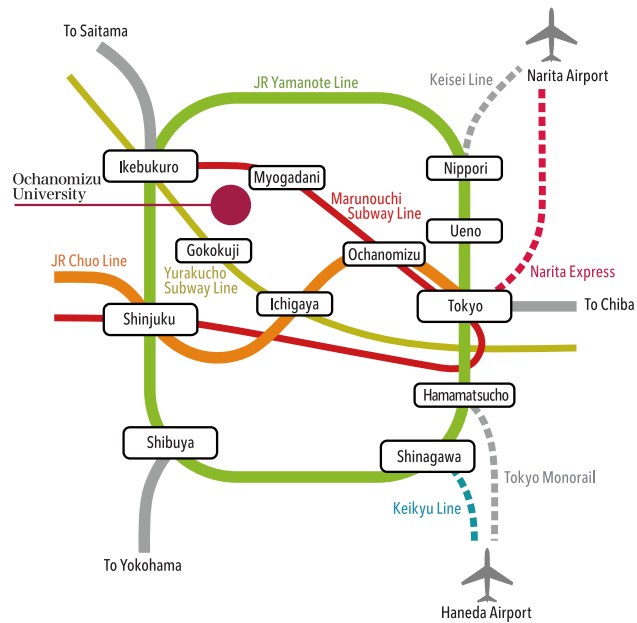 To Saitama
Keisei Line
Narita Airport
JR Yamanote Line
Ikebukuro
Myogadani
Nippori
Ochanomizu
University
Marunouchi
Subway Line
Ueno
Gokokuji
Ochanomizu
JR Chuo Line
Yurakucho
Subway Line
Narita Express
Ichigaya
Tokyo
To Chiba
Shinjuku
Hamamatsucho
Shibuya
Shinagawa
Tokyo Monorail
Keikyu Line
To Yokohama
Haneda Airport